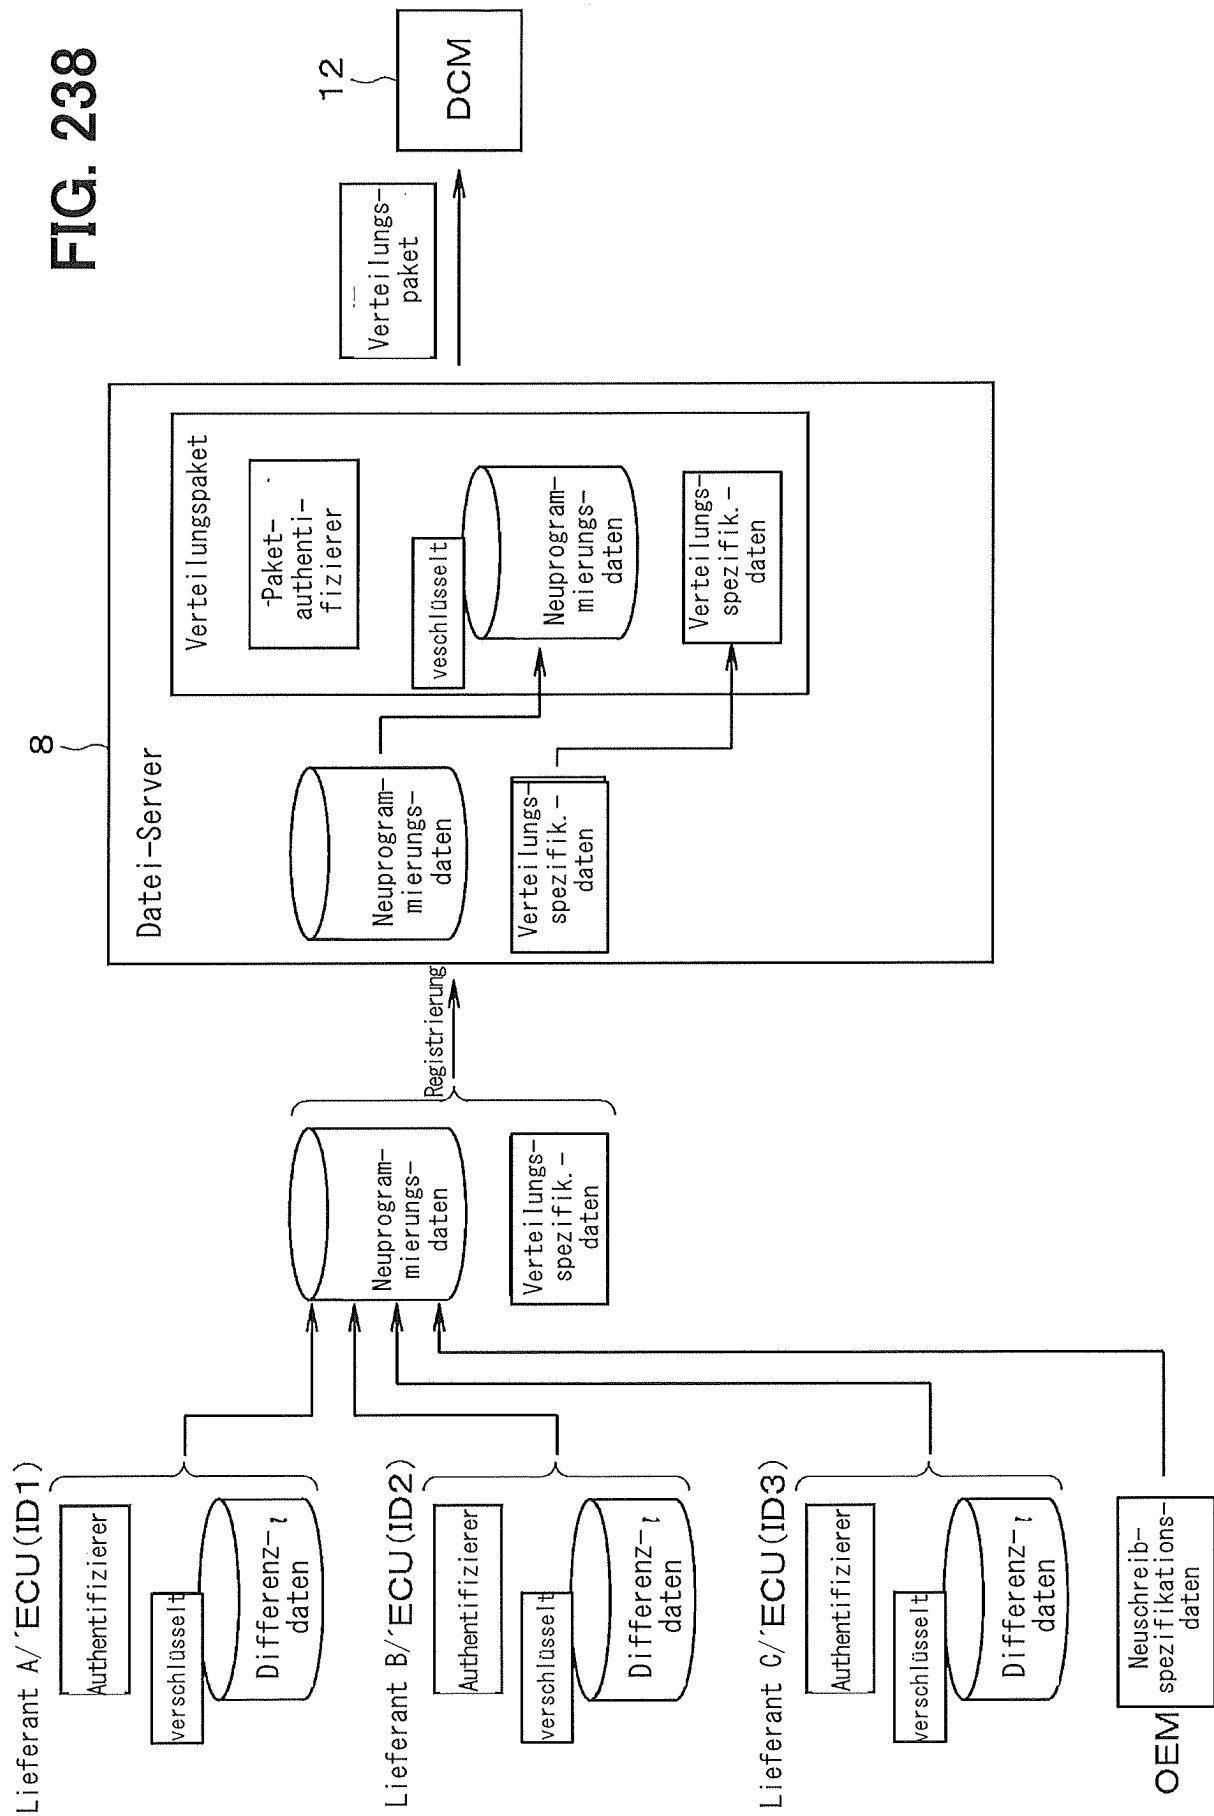 FIG. 238
Lieferant A/ECU(ID1)
Authentifizierer
verschlüsselt
Differenz-
daten
Lieferant B/ECU(ID2)
Authentifizierer
verschlüsselt
Differenz-
daten
Lieferant C/ECU(ID3)
Authentifizierer
verschlüsselt
Differenz-
daten
OEM
Neuschreib-
spezifikations-
daten
Neuprogram-
mierungs-
daten
Verteilungs-
spezifik.-
daten
Registrierung
8
Datei-Server
Neuprogram-
mierungs-
daten
Verteilungs-
spezifik.-
daten
Verteilungspaket
-Paket-
authenti-
fizierer
veschlüsselt
Neuprogram-
mierungs-
daten
Verteilungs-
spezifik.-
daten
Verteilungs-
paket
12
DCM